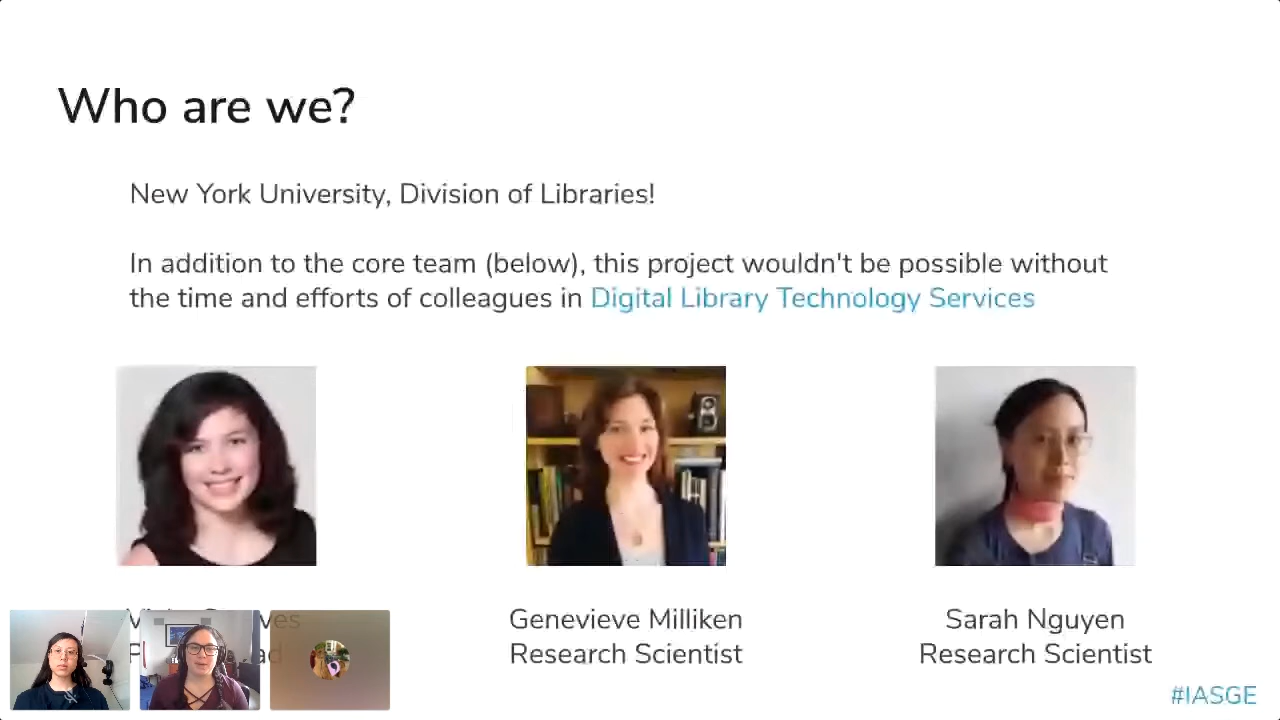 Who are we?
New York University, Division of Libraries!
In addition to the core team (below), this project wouldn't be possible without
the time and efforts of colleagues in Digital Library Technology Services
Genevieve Milliken
Research Scientist
Sarah Nguyen
Research Scientist
#IASGE